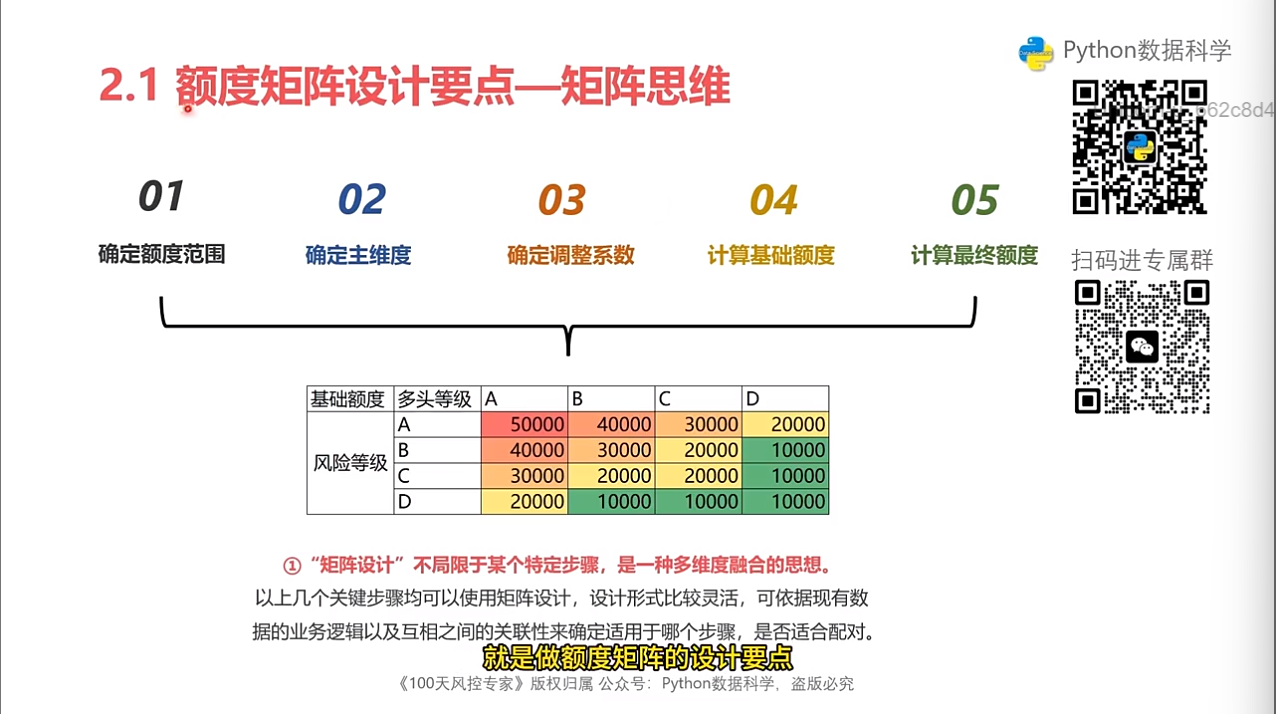 2.1 额度矩阵设计要点—矩阵思维
Python数据科学
62c8d4
扫码进专属群
01
02
03
04
05
确定额度范围
确定主维度
确定调整系数
计算基础额度
计算最终额度
基础额度 多头等级 A B C D
风险等级
A 50000 40000 30000 20000
B 40000 30000 20000 10000
C 30000 20000 20000 10000
D 20000 10000 10000 10000
①“矩阵设计”不局限于某个特定步骤，是一种多维度融合的思想。
以上几个关键步骤均可以使用矩阵设计，设计形式比较灵活，可依据现有数
据的业务逻辑以及互相之间的关联性来确定适用于哪个步骤，是否适合配对。
就是做额度矩阵的设计要点
《100天风控专家》版权归属 公众号：Python数据科学，盗版必究